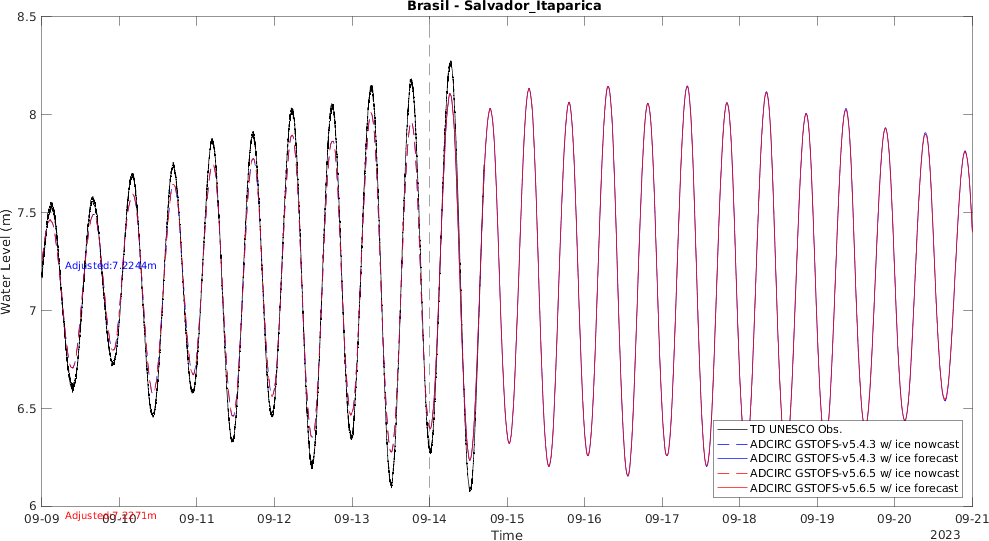 Brasil - Salvador_Itaparica
8.5
8
7.5
7
6.5
6
Water Level (m)
Adjusted:7.2244m
Adjusted:7.2271m
TD UNESCO Obs.
ADCIRC GSTOFS-v5.4.3 w/ ice nowcast
ADCIRC GSTOFS-v5.4.3 w/ ice forecast
ADCIRC GSTOFS-v5.6.5 w/ ice nowcast
ADCIRC GSTOFS-v5.6.5 w/ ice forecast
09-09 09-10 09-11 09-12 09-13 09-14 09-15 09-16 09-17 09-18 09-19 09-20 09-21
Time
2023